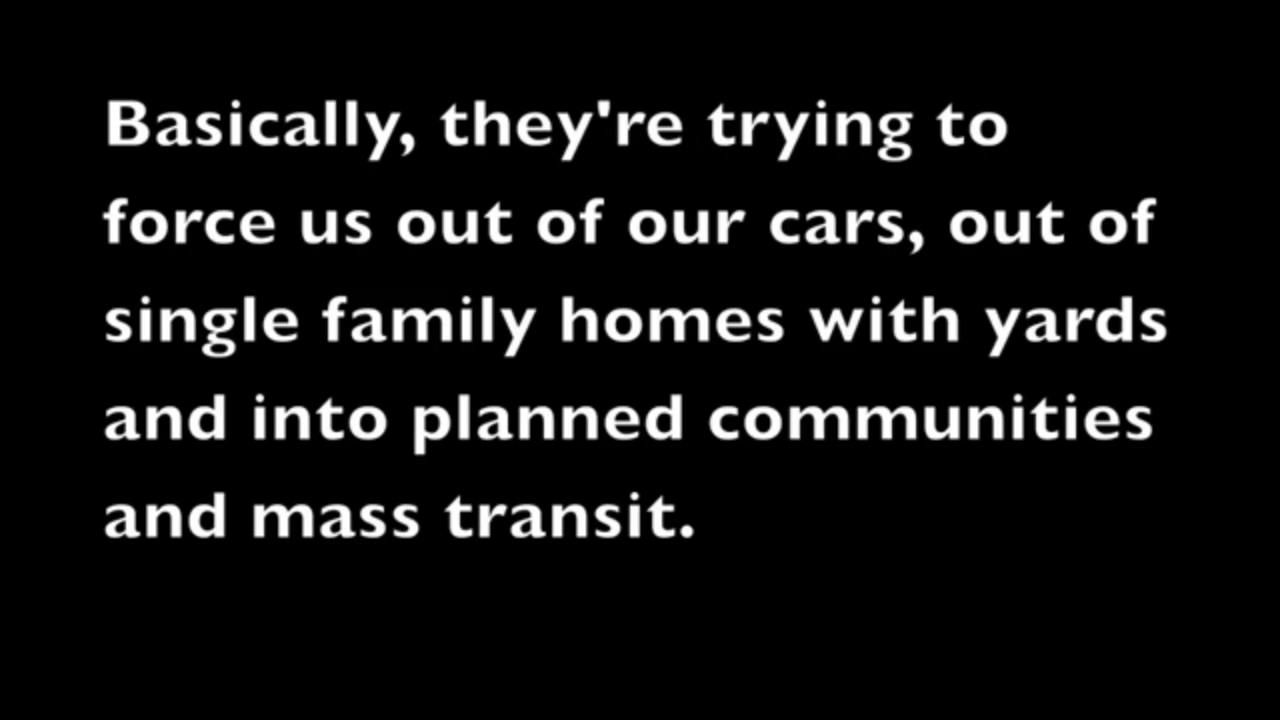 Basically, they're trying to
force us out of our cars, out of
single family homes with yards
and into planned communities
and mass transit.